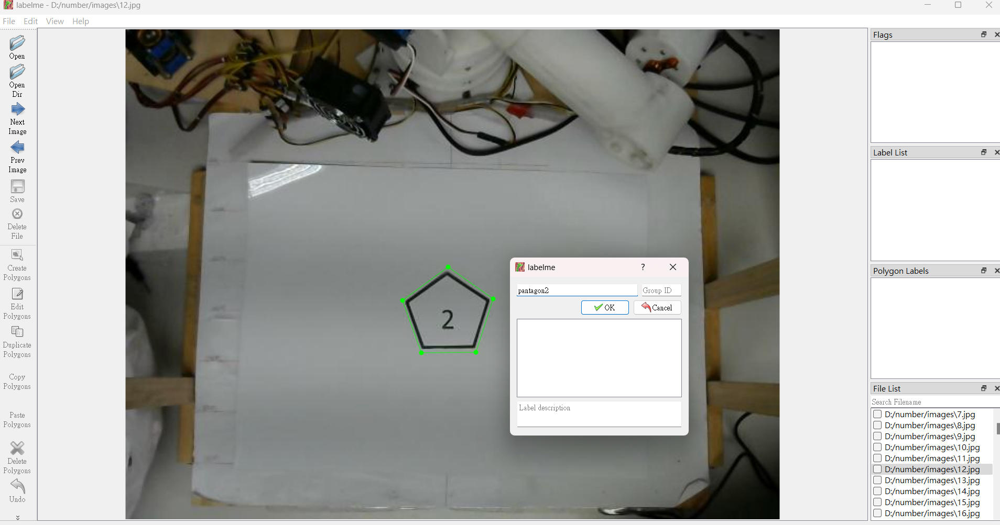 labelme - D:/number/images\12.jpg
File Edit View Help
Open
Open
Dir
Next
Image
Prev
Image
Save
Delete
File
Create
Polygons
Edit
Polygons
Duplicate
Polygons
Copy
Polygons
Paste
Polygons
Delete
Polygons
Undo
2
labelme ?
pantagon2 Group ID
OK Cancel
Label description
Flags
Label List
Polygon Labels
File List
Search Filename
D:/number/images\7.jpg
D:/number/images\8.jpg
D:/number/images\9.jpg
D:/number/images\10.jpg
D:/number/images\11.jpg
D:/number/images\12.jpg
D:/number/images\13.jpg
D:/number/images\14.jpg
D:/number/images\15.jpg
D:/number/images\16.jpg